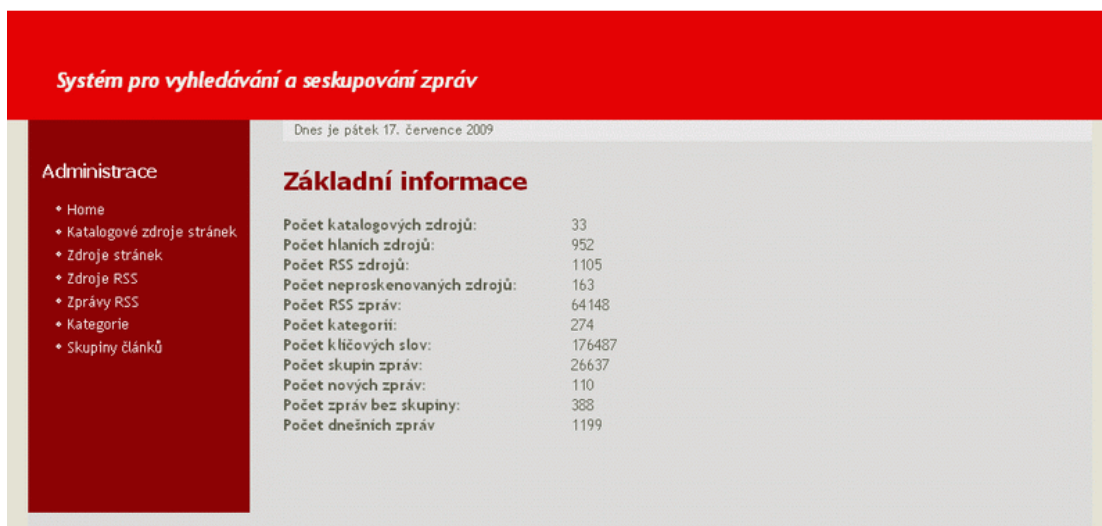 Systém pro vyhledávání a seskupování zpráv
Dnes je pátek 17. července 2009
Administrace
Home
Katalogové zdroje stránek
Zdroje stránek
Zdroje RSS
Zprávy RSS
Kategorie
Skupiny článků
Základní informace
Počet katalogových zdrojů: 33
Počet hlaních zdrojů: 952
Počet RSS zdrojů: 1105
Počet neproskenovaných zdrojů: 163
Počet RSS zpráv: 64148
Počet kategorií: 274
Počet klíčových slov: 176487
Počet skupin zpráv: 26637
Počet nových zpráv: 110
Počet zpráv bez skupiny: 388
Počet dnešních zpráv 1199